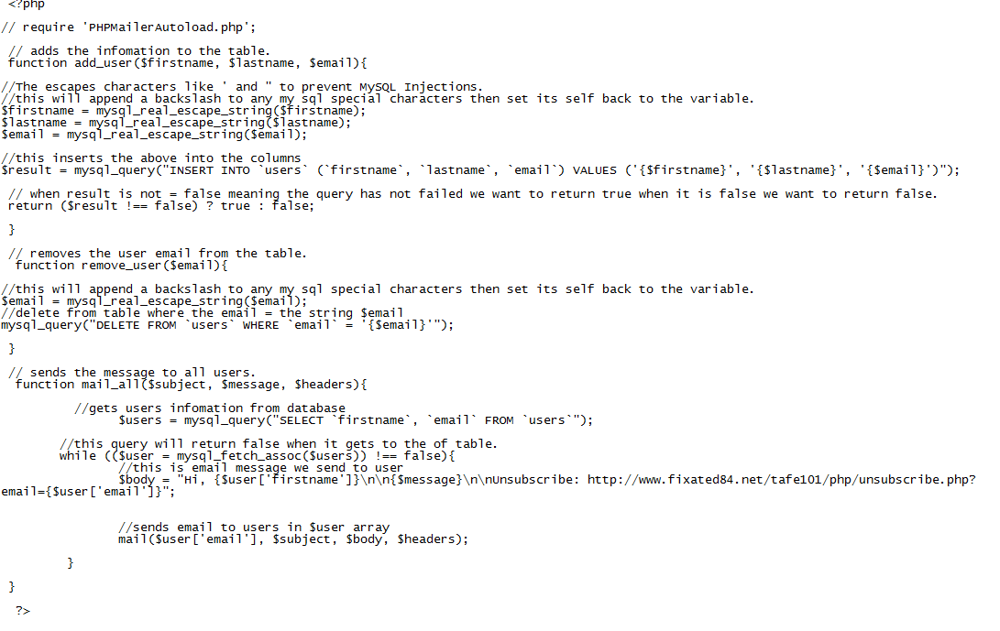 <?php
// require 'PHPMailerAutoload.php';
// adds the infomation to the table.
function add_user($firstname, $lastname, $email){
//The escapes characters like ' and " to prevent MySQL Injections.
//this will append a backslash to any my sql special characters then set its self back to the variable.
$firstname = mysql_real_escape_string($firstname);
$lastname = mysql_real_escape_string($lastname);
$email = mysql_real_escape_string($email);
//this inserts the above into the columns
$result = mysql_query("INSERT INTO `users` (`firstname`, `lastname`, `email`) VALUES ('{$firstname}', '{$lastname}', '{$email}')");
// when result is not = false meaning the query has not failed we want to return true when it is false we want to return false.
return ($result !== false) ? true : false;
}
// removes the user email from the table.
function remove_user($email){
//this will append a backslash to any my sql special characters then set its self back to the variable.
$email = mysql_real_escape_string($email);
//delete from table where the email = the string $email
mysql_query("DELETE FROM `users` WHERE `email` = '{$email}'");
}
// sends the message to all users.
function mail_all($subject, $message, $headers){
//gets users infomation from database
$users = mysql_query("SELECT `firstname`, `email` FROM `users`");
//this query will return false when it gets to the of table.
while (($user = mysql_fetch_assoc($users)) !== false){
//this is email message we send to user
$body = "Hi, {$user['firstname']}\n\n{$message}\n\nUnsubscribe: http://www.fixated84.net/tafe101/php/unsubscribe.php?
email={$user['email']}";
//sends email to users in $user array
mail($user['email'], $subject, $body, $headers);
}
}
?>